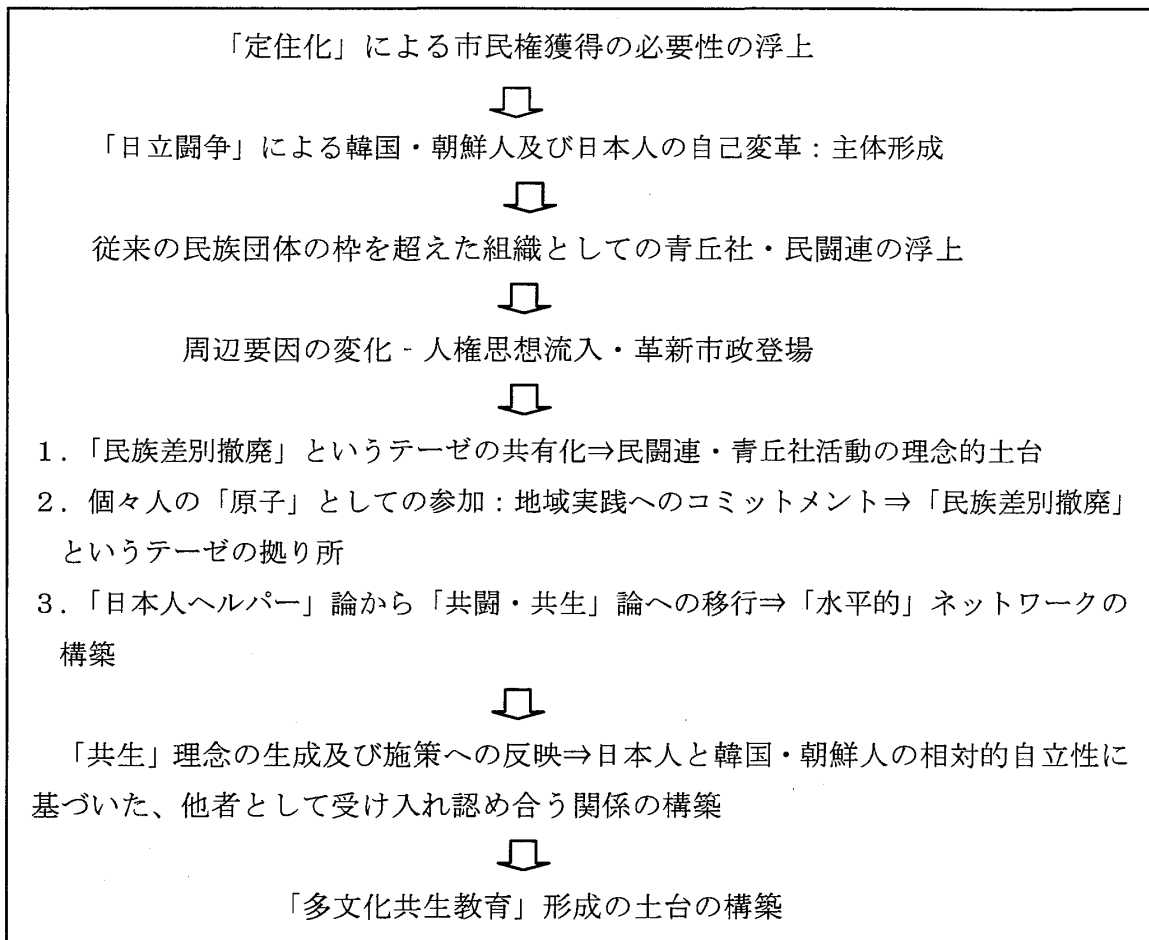 「定住化」による市民権獲得の必要性の浮上
「日立闘争」による韓国・朝鮮人及び日本人の自己変革：主体形成
従来の民族団体の枠を超えた組織としての青丘社・民闘連の浮上
周辺要因の変化 - 人権思想流入・革新市政登場
1．「民族差別撤廃」というテーゼの共有化⇒民闘連・青丘社活動の理念的土台
2．個々人の「原子」としての参加：地域実践へのコミットメント⇒「民族差別撤廃」
というテーゼの拠り所
3．「日本人ヘルパー」論から「共闘・共生」論への移行⇒「水平的」ネットワークの
構築
「共生」理念の生成及び施策への反映⇒日本人と韓国・朝鮮人の相対的自立性に
基づいた、他者として受け入れ認め合う関係の構築
「多文化共生教育」形成の土台の構築